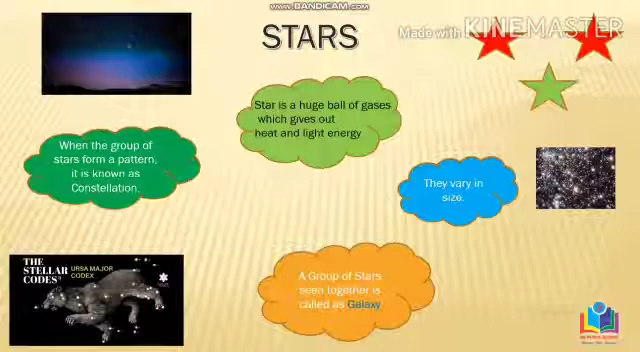 WWW.BANDICAM.COM
STARS
Made with KINEMASTER
Star is a huge ball of gases
which gives out
heat and light energy
When the group of
stars form a pattern,
it is known as
Constellation.
They vary in
size.
THE
STELLAR
CODES
URSA MAJOR
CODEX
A Group of Stars
seen together is
called as Galaxy